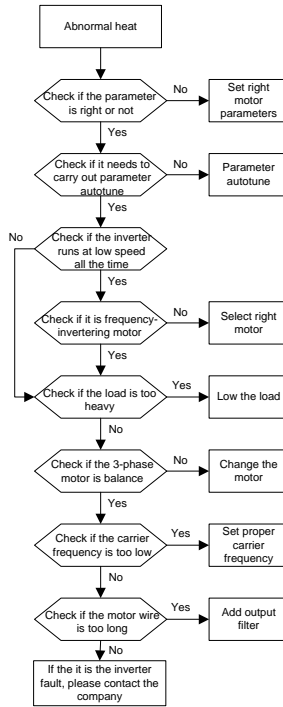 Abnormal heat
Check if the parameter
is right or not
No
Set right
motor
parameters
Yes
Check if it needs to
carry out parameter
autotune
No
Parameter
autotune
Yes
No
Check if the inverter
runs at low speed
all the time
Yes
Check if it is frequency-
invertering motor
No
Select right
motor
Yes
Check if the load is too
heavy
Yes
Low the load
No
Check if the 3-phase
motor is balance
No
Change the
motor
Yes
Check if the carrier
frequency is too low
Yes
Set proper
carrier
frequency
No
Check if the motor wire
is too long
Yes
Add output
filter
No
If the it is the inverter
fault, please contact the
company